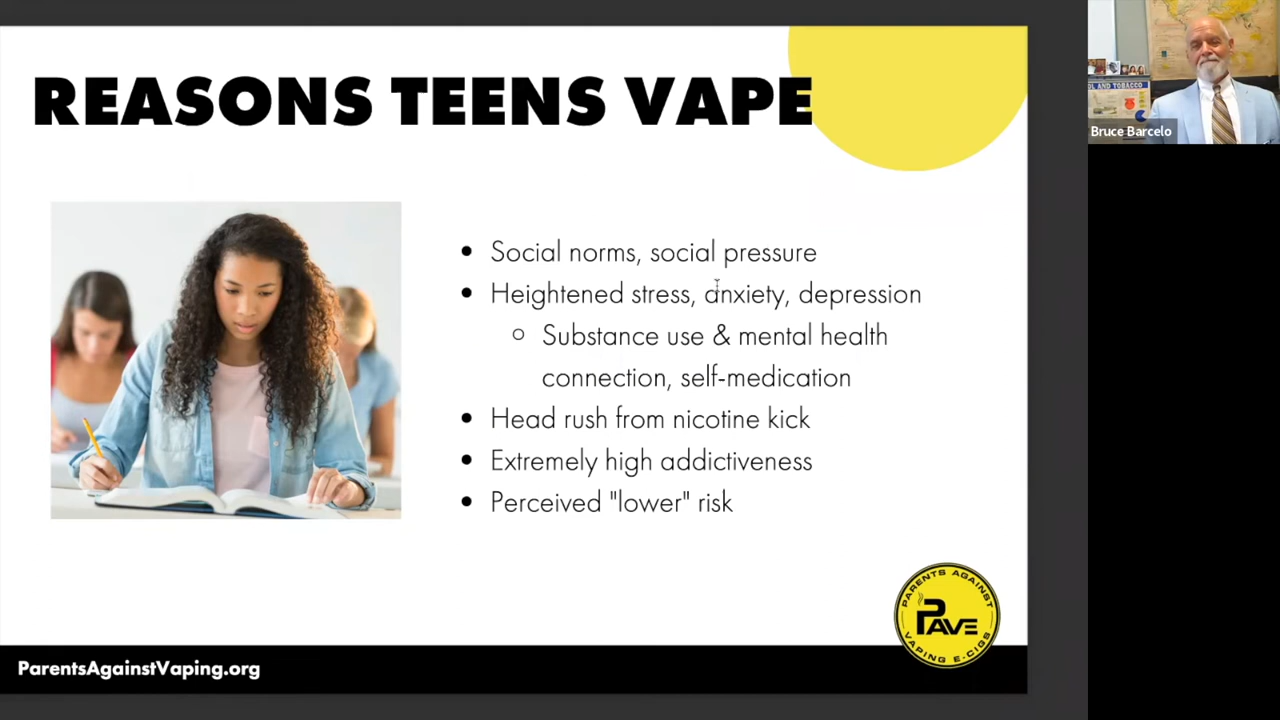 REASONS TEENS VAPE
Social norms, social pressure
Heightened stress, anxiety, depression
Substance use & mental health
connection, self-medication
Head rush from nicotine kick
Extremely high addictiveness
Perceived "lower" risk
PARENTS AGAINST
PAVE
VAPING E-CIGS
ParentsAgainstVaping.org
AND TOBACCO
Bruce Barcelo